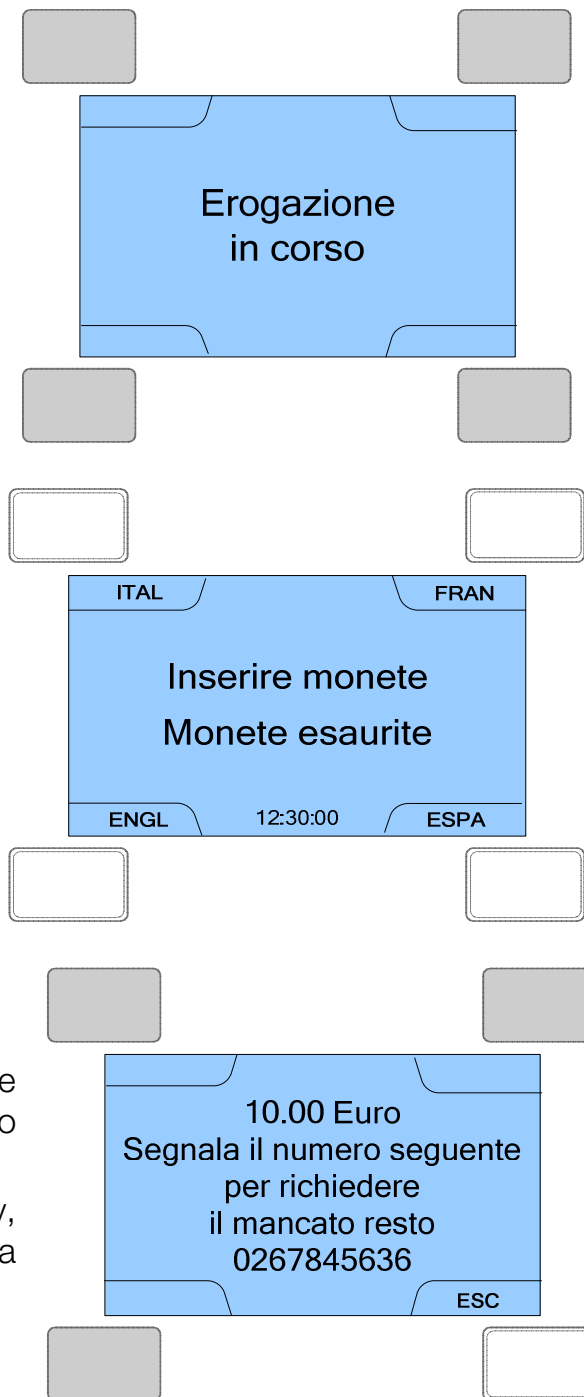 Erogazione
in corso
ITAL
FRAN
Inserire monete
Monete esaurite
ENGL
12:30:00
ESPA
e
o
y,
a
10.00 Euro
Segnala il numero seguente
per richiedere
il mancato resto
0267845636
ESC